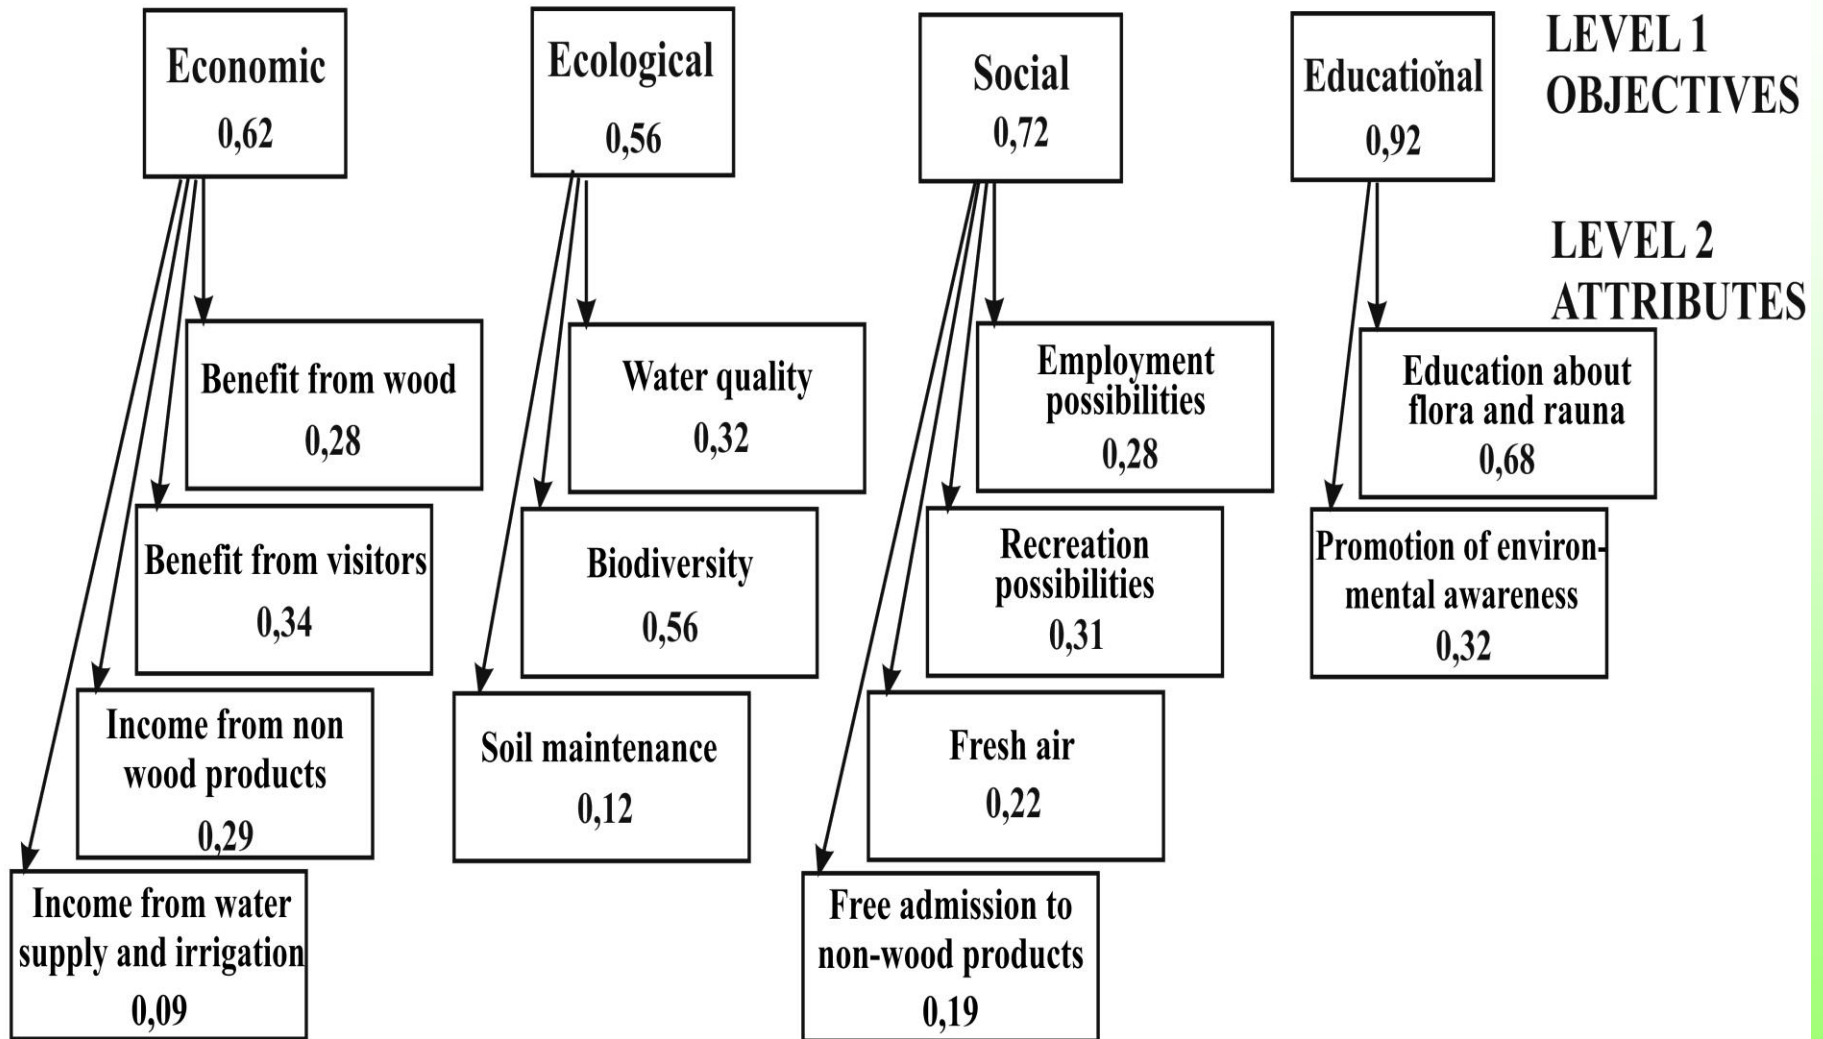 Economic
0,62
Ecological
0,56
Social
0,72
Educational
0,92
LEVEL 1
OBJECTIVES
LEVEL 2
ATTRIBUTES
Benefit from wood
0,28
Benefit from visitors
0,34
Income from non
wood products
0,29
Income from water
supply and irrigation
0,09
Water quality
0,32
Biodiversity
0,56
Soil maintenance
0,12
Employment
possibilities
0,28
Recreation
possibilities
0,31
Fresh air
0,22
Free admission to
non-wood products
0,19
Education about
flora and rauna
0,68
Promotion of environ-
mental awareness
0,32